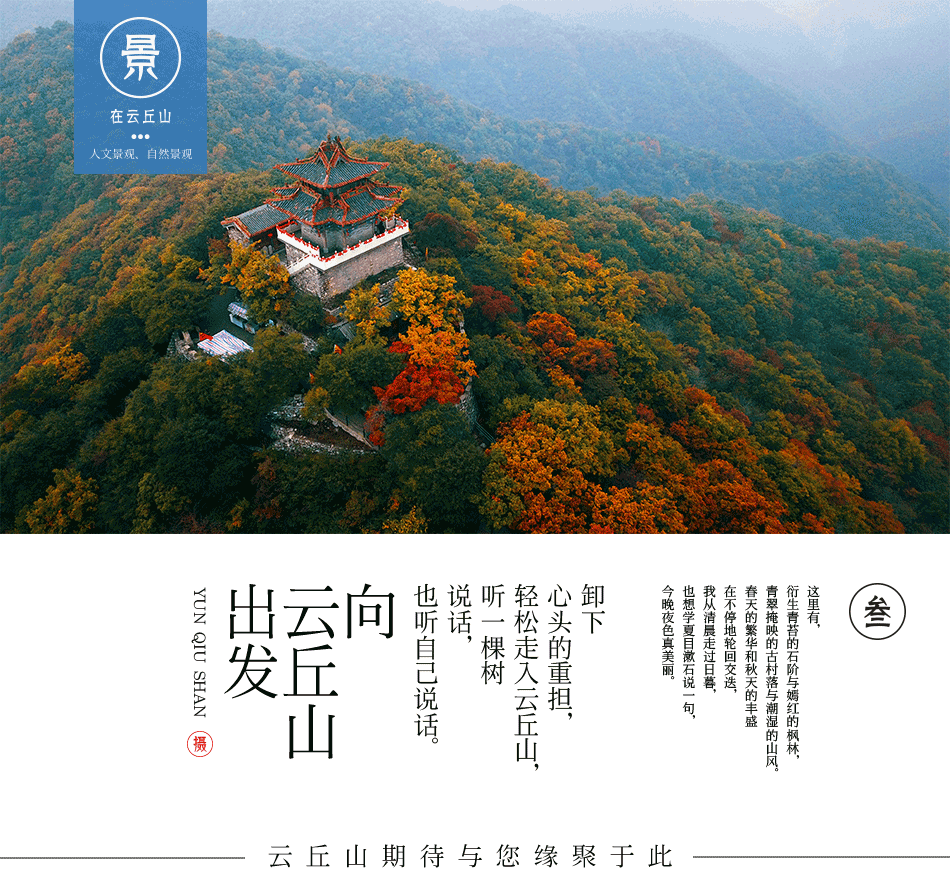 景
在云丘山
人文景观、自然景观
叁
这里有，
衍生青苔的石阶与嫣红的枫林，
青翠掩映的古村落与潮湿的山风。
春天的繁华和秋天的丰盛
在不停地轮回交迭，
我从清晨走过日暮，
也想学夏目漱石说一句，
今晚夜色真美丽。
卸下
心头的重担，
轻松走入云丘山，
听一棵树
说话，
也听自己说话。
向
云丘山
出发
YUN QIU SHAN
摄
云丘山期待与您缘聚于此